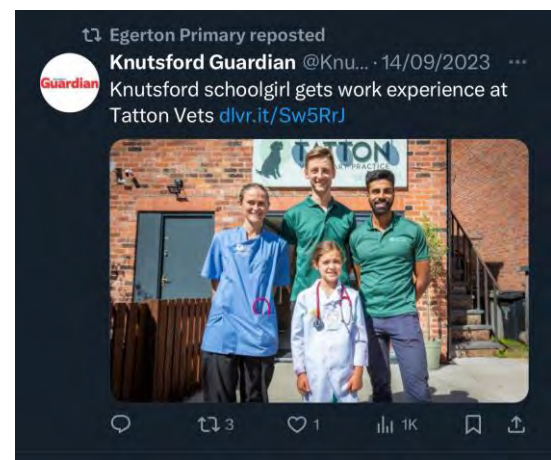 Egerton Primary reposted
Guardian
Knutsford Guardian @Knu... · 14/09/2023 ...
Knutsford schoolgirl gets work experience at
Tatton Vets dlvr.it/Sw5RrJ
TATTON
PRACTICE
3 1 1K